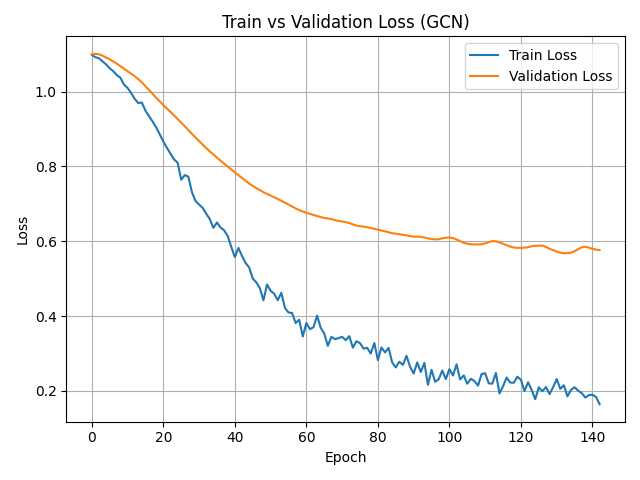 Train vs Validation Loss (GCN)
Train Loss
Validation Loss
Loss
1.0
0.8
0.6
0.4
0.2
0 20 40 60 80 100 120 140
Epoch